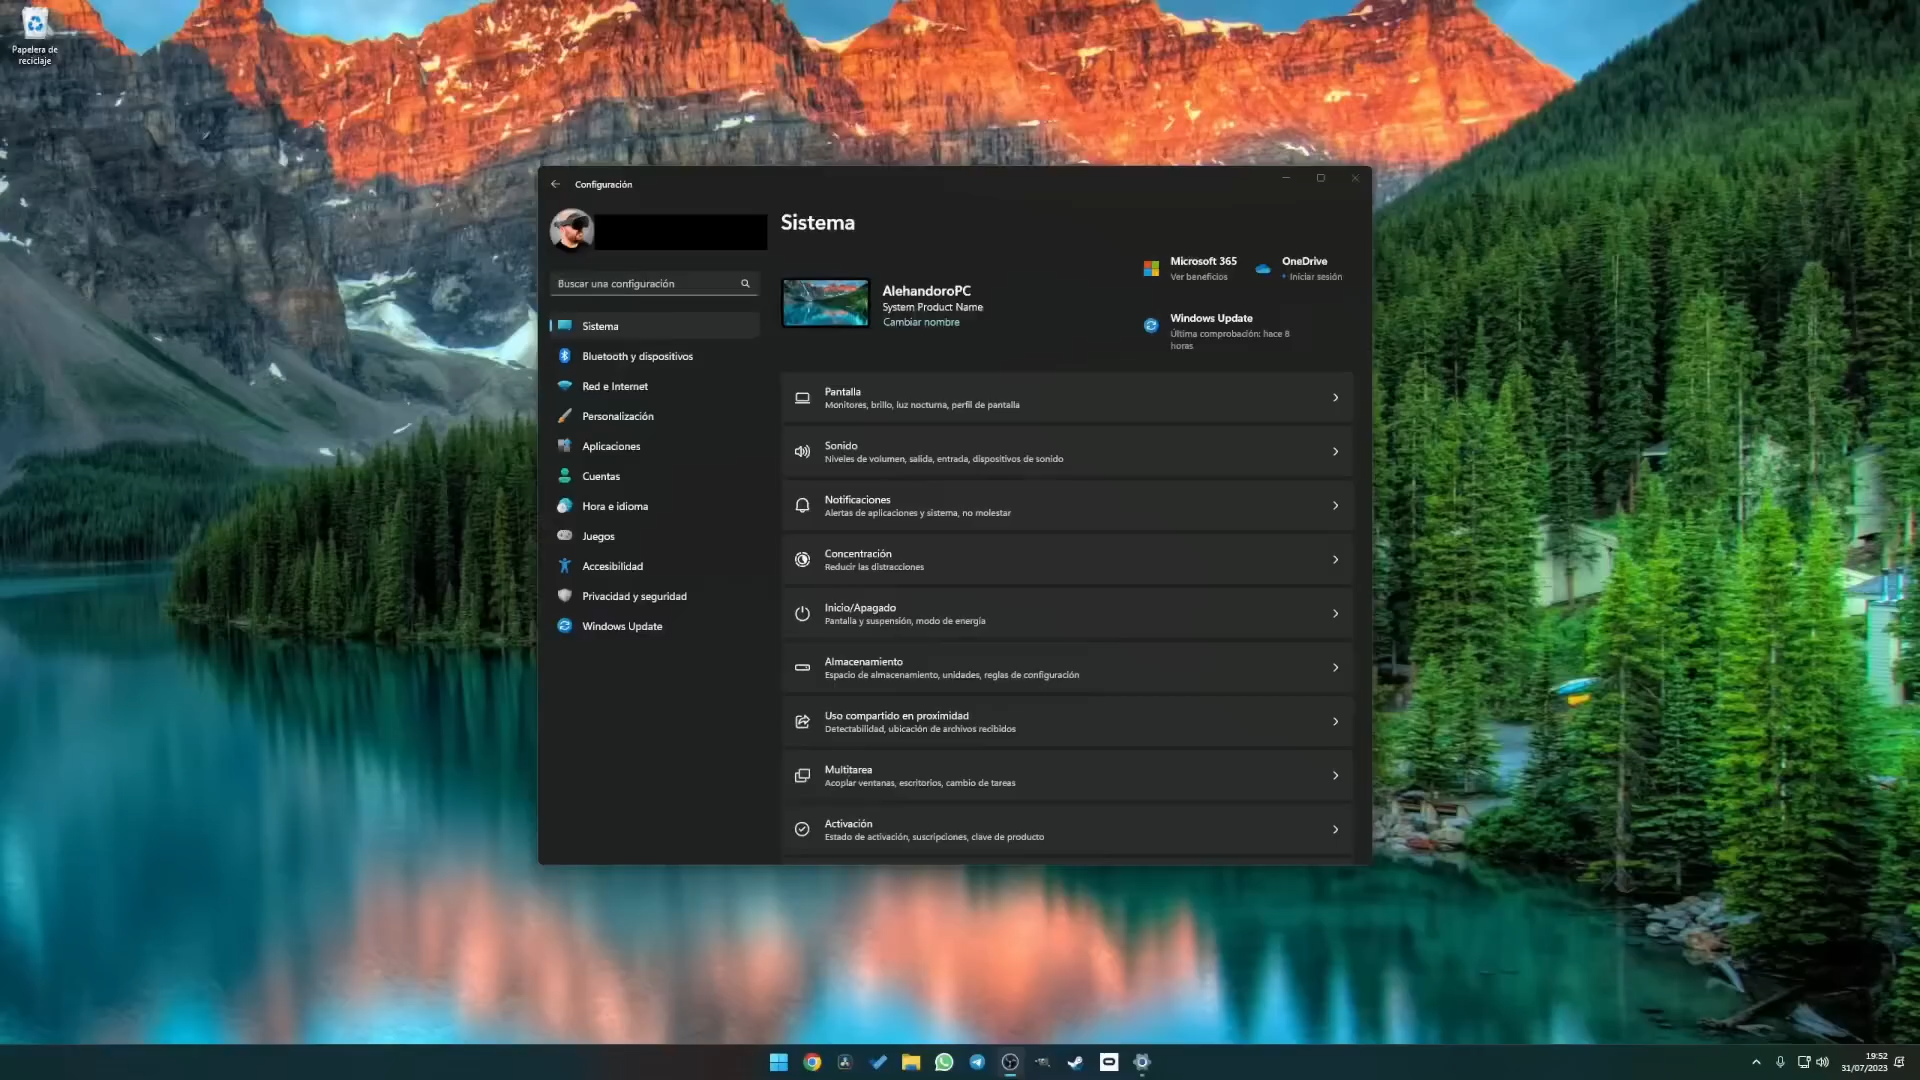 Papelera de
reciclaje
Configuración
Buscar una configuración
Sistema
Bluetooth y dispositivos
Red e Internet
Personalización
Aplicaciones
Cuentas
Hora e idioma
Juegos
Accesibilidad
Privacidad y seguridad
Windows Update
Sistema
AlehandoroPC
System Product Name
Cambiar nombre
Microsoft 365
Ver beneficios
OneDrive
• Iniciar sesión
Windows Update
Última comprobación: hace 8
horas
Pantalla
Monitores, brillo, luz nocturna, perfil de pantalla
Sonido
Niveles de volumen, salida, entrada, dispositivos de sonido
Notificaciones
Alertas de aplicaciones y sistema, no molestar
Concentración
Reducir las distracciones
Inicio/Apagado
Pantalla y suspensión, modo de energía
Almacenamiento
Espacio de almacenamiento, unidades, reglas de configuración
Uso compartido en proximidad
Detectabilidad, ubicación de archivos recibidos
Multitarea
Acoplar ventanas, escritorios, cambio de tareas
Activación
Estado de activación, suscripciones, clave de producto
19:52
31/07/2023